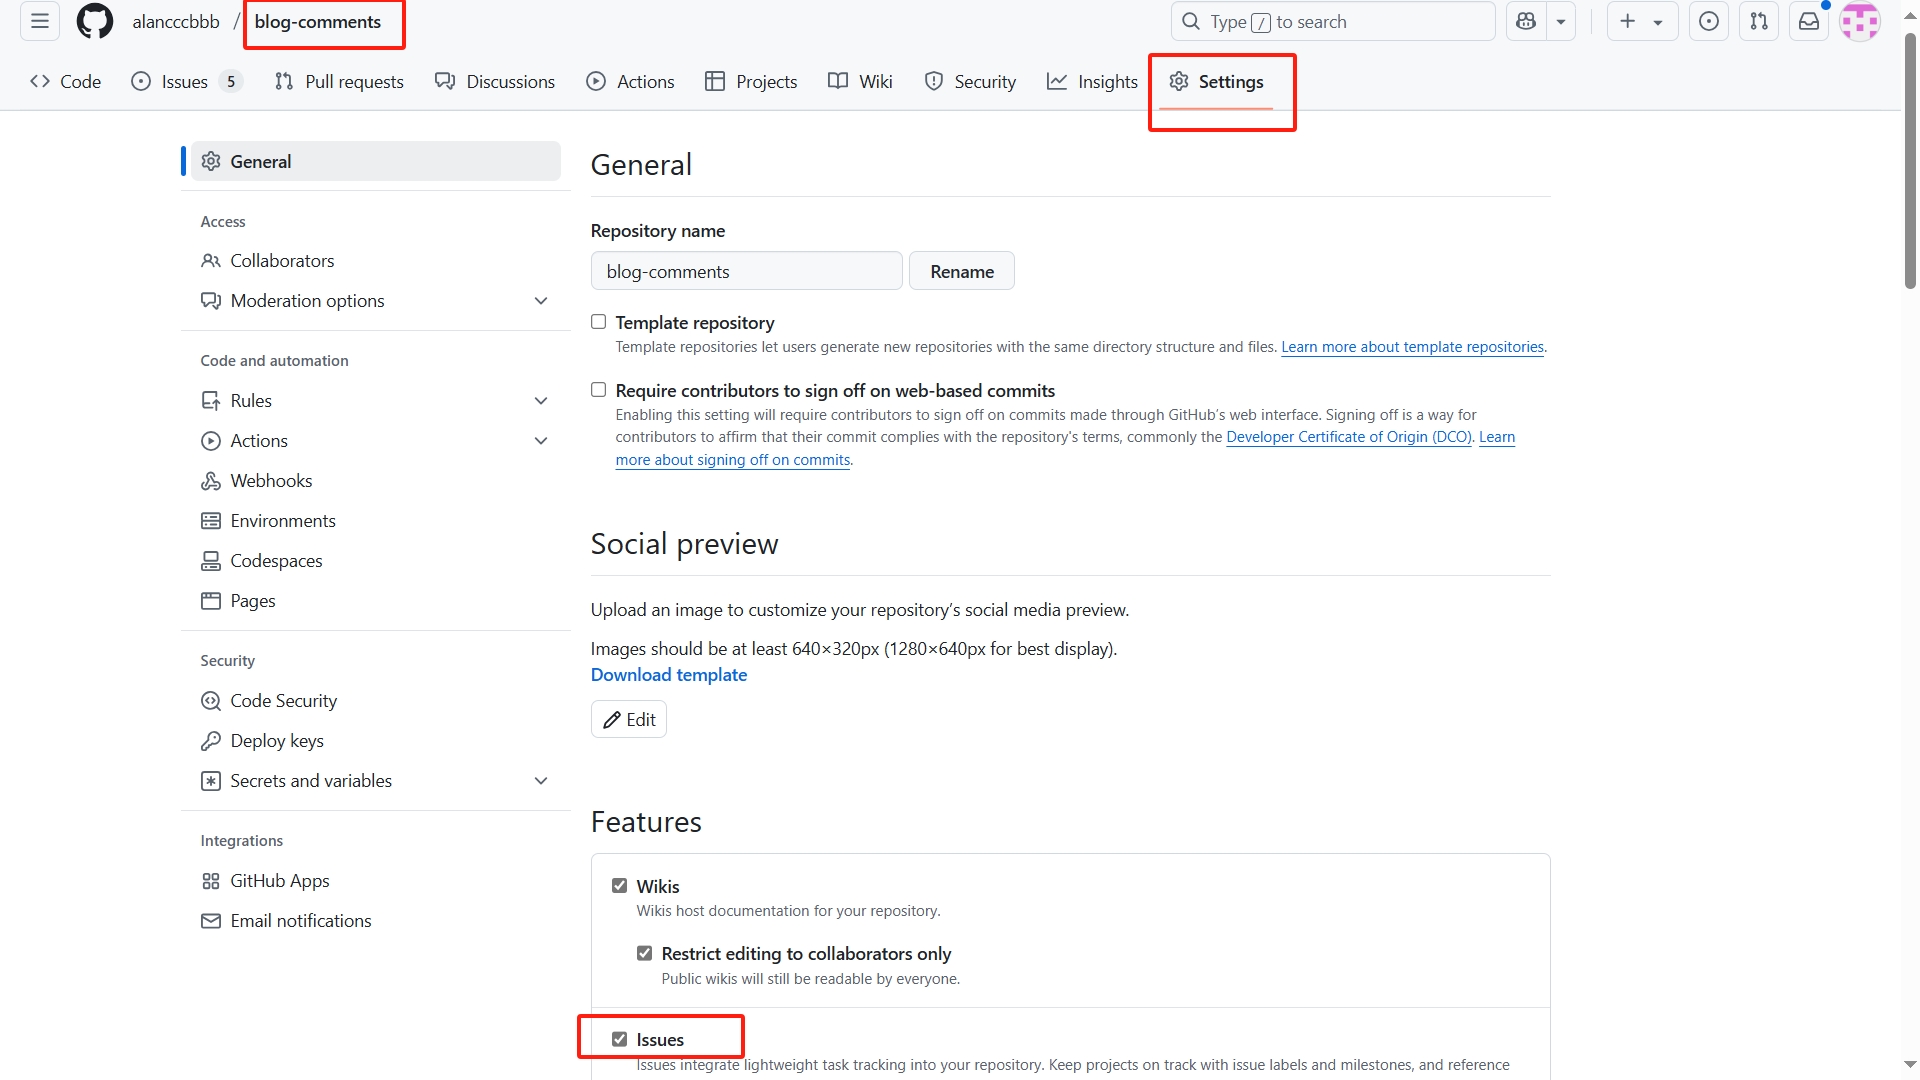 alancccbbb / blog-comments
Type / to search
Code
Issues 5
Pull requests
Discussions
Actions
Projects
Wiki
Security
Insights
Settings
General
Access
Collaborators
Moderation options
Code and automation
Rules
Actions
Webhooks
Environments
Codespaces
Pages
Security
Code Security
Deploy keys
Secrets and variables
Integrations
GitHub Apps
Email notifications
General
Repository name
blog-comments
Rename
Template repository
Template repositories let users generate new repositories with the same directory structure and files. Learn more about template repositories.
Require contributors to sign off on web-based commits
Enabling this setting will require contributors to sign off on commits made through GitHub's web interface. Signing off is a way for
contributors to affirm that their commit complies with the repository's terms, commonly the Developer Certificate of Origin (DCO). Learn
more about signing off on commits.
Social preview
Upload an image to customize your repository's social media preview.
Images should be at least 640×320px (1280×640px for best display).
Download template
Edit
Features
Wikis
Wikis host documentation for your repository.
Restrict editing to collaborators only
Public wikis will still be readable by everyone.
Issues
Issues integrate lightweight task tracking into your repository. Keep projects on track with issue labels and milestones, and reference